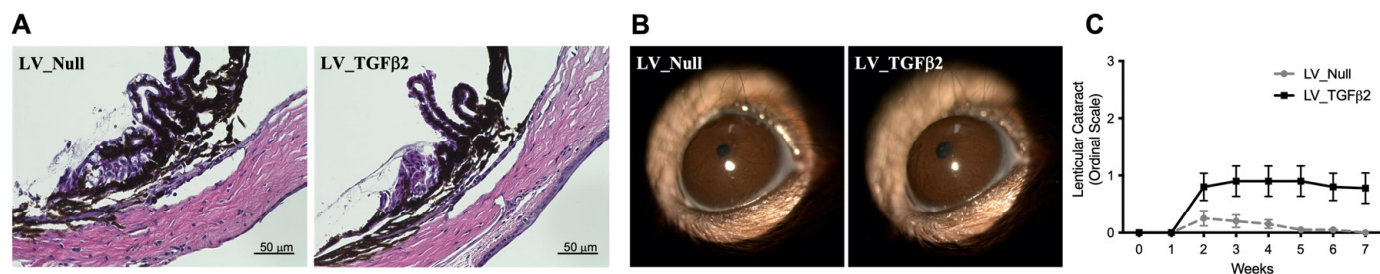 A
LV_Null
50 μm
LV_TGFβ2
50 μm
B
LV_Null
LV_TGFβ2
C
Lenticular Cataract
(Ordinal Scale)
3
2
1
0
LV_Null
LV_TGFβ2
0 1 2 3 4 5 6 7
Weeks